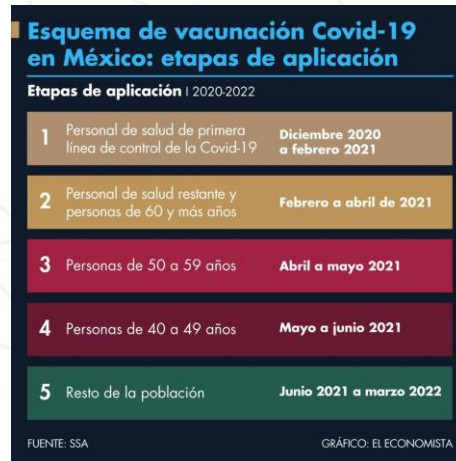 Esquema de vacunación Covid-19
en México: etapas de aplicación
Etapas de aplicación | 2020-2022
1 Personal de salud de primera
línea de control de la Covid-19
Diciembre 2020
a febrero 2021
2 Personal de salud restante y
personas de 60 y más años
Febrero a abril de 2021
3 Personas de 50 a 59 años
Abril a mayo 2021
4 Personas de 40 a 49 años
Mayo a junio 2021
5 Resto de la población
Junio 2021 a marzo 2022
FUENTE: SSA
GRÁFICO: EL ECONOMISTA